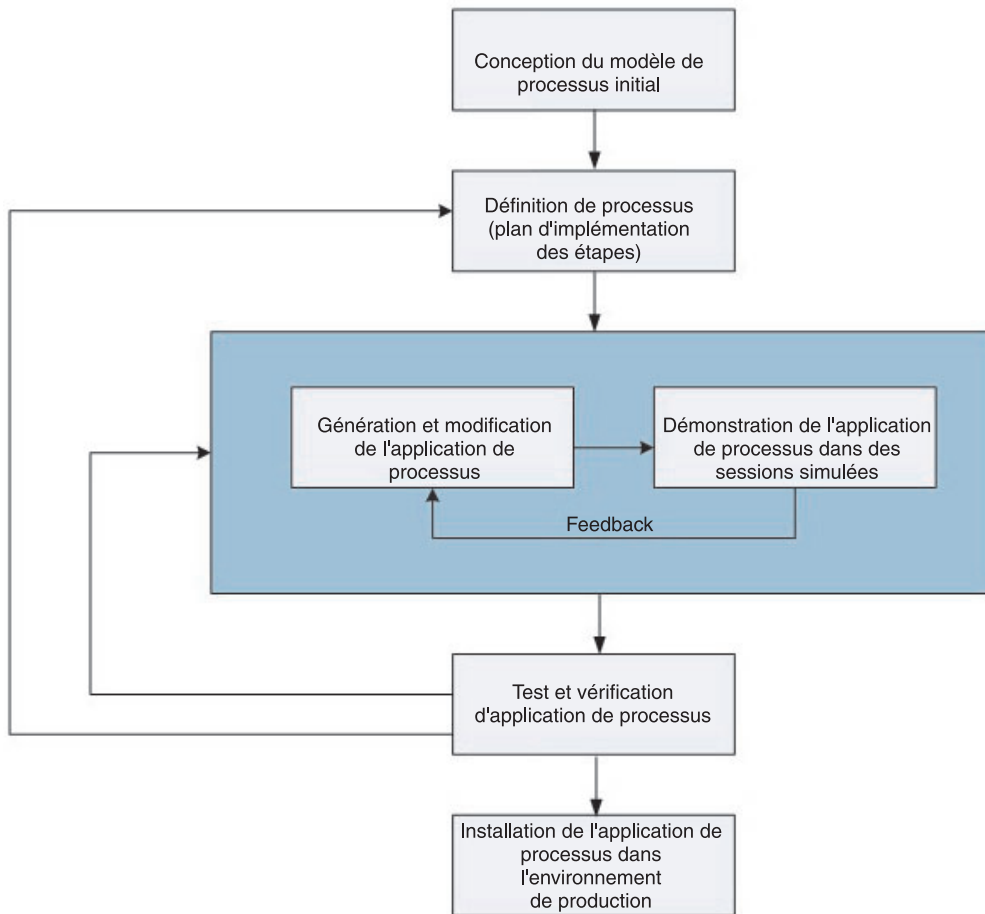 Conception du modèle de
processus initial
Définition de processus
(plan d'implémentation
des étapes)
Génération et modification
de l'application de
processus
Démonstration de l'application
de processus dans des
sessions simulées
Feedback
Test et vérification
d'application de processus
Installation de l'application de
processus dans
l'environnement
de production